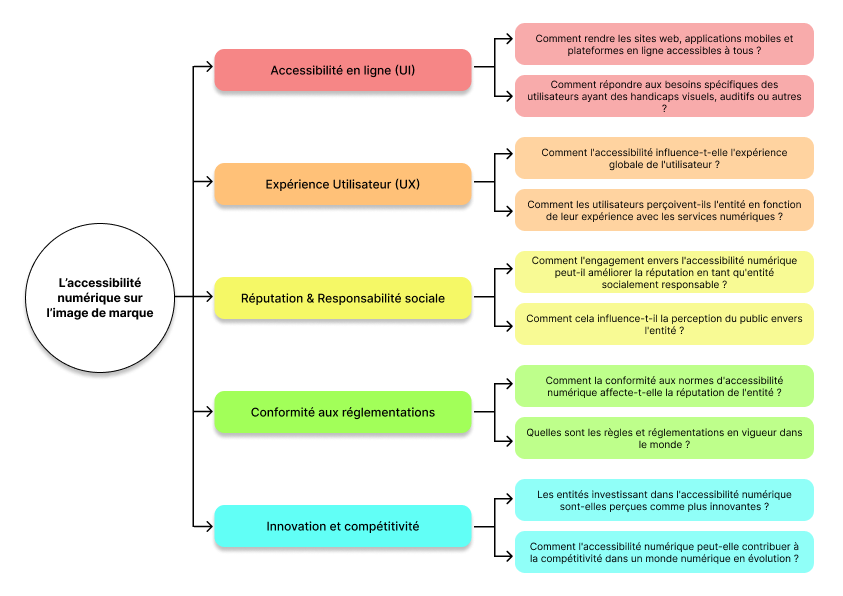 L’accessibilité
numérique sur
l’image de marque
Accessibilité en ligne (UI)
Comment rendre les sites web, applications mobiles et
plateformes en ligne accessibles à tous ?
Comment répondre aux besoins spécifiques des
utilisateurs ayant des handicaps visuels, auditifs ou autres
?
Expérience Utilisateur (UX)
Comment l'accessibilité influence-t-elle l'expérience
globale de l'utilisateur ?
Comment les utilisateurs perçoivent-ils l'entité en fonction
de leur expérience avec les services numériques ?
Réputation & Responsabilité sociale
Comment l'engagement envers l'accessibilité numérique
peut-il améliorer la réputation en tant qu'entité
socialement responsable ?
Comment cela influence-t-il la perception du public envers
l'entité ?
Conformité aux réglementations
Comment la conformité aux normes d'accessibilité
numérique affecte-t-elle la réputation de l'entité ?
Quelles sont les règles et réglementations en vigueur dans
le monde ?
Innovation et compétitivité
Les entités investissant dans l'accessibilité numérique
sont-elles perçues comme plus innovantes ?
Comment l'accessibilité numérique peut-elle contribuer à
la compétitivité dans un monde numérique en évolution ?